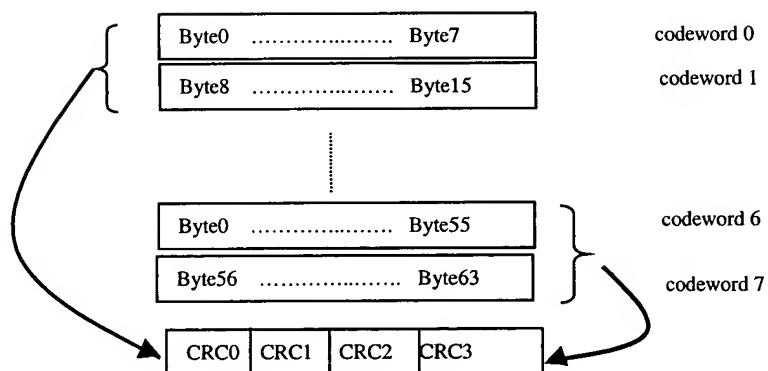 Byte0 ..................... Byte7 codeword 0
Byte8 ..................... Byte15 codeword 1
Byte0 ..................... Byte55 codeword 6
Byte56 ..................... Byte63 codeword 7
CRC0 CRC1 CRC2 CRC3